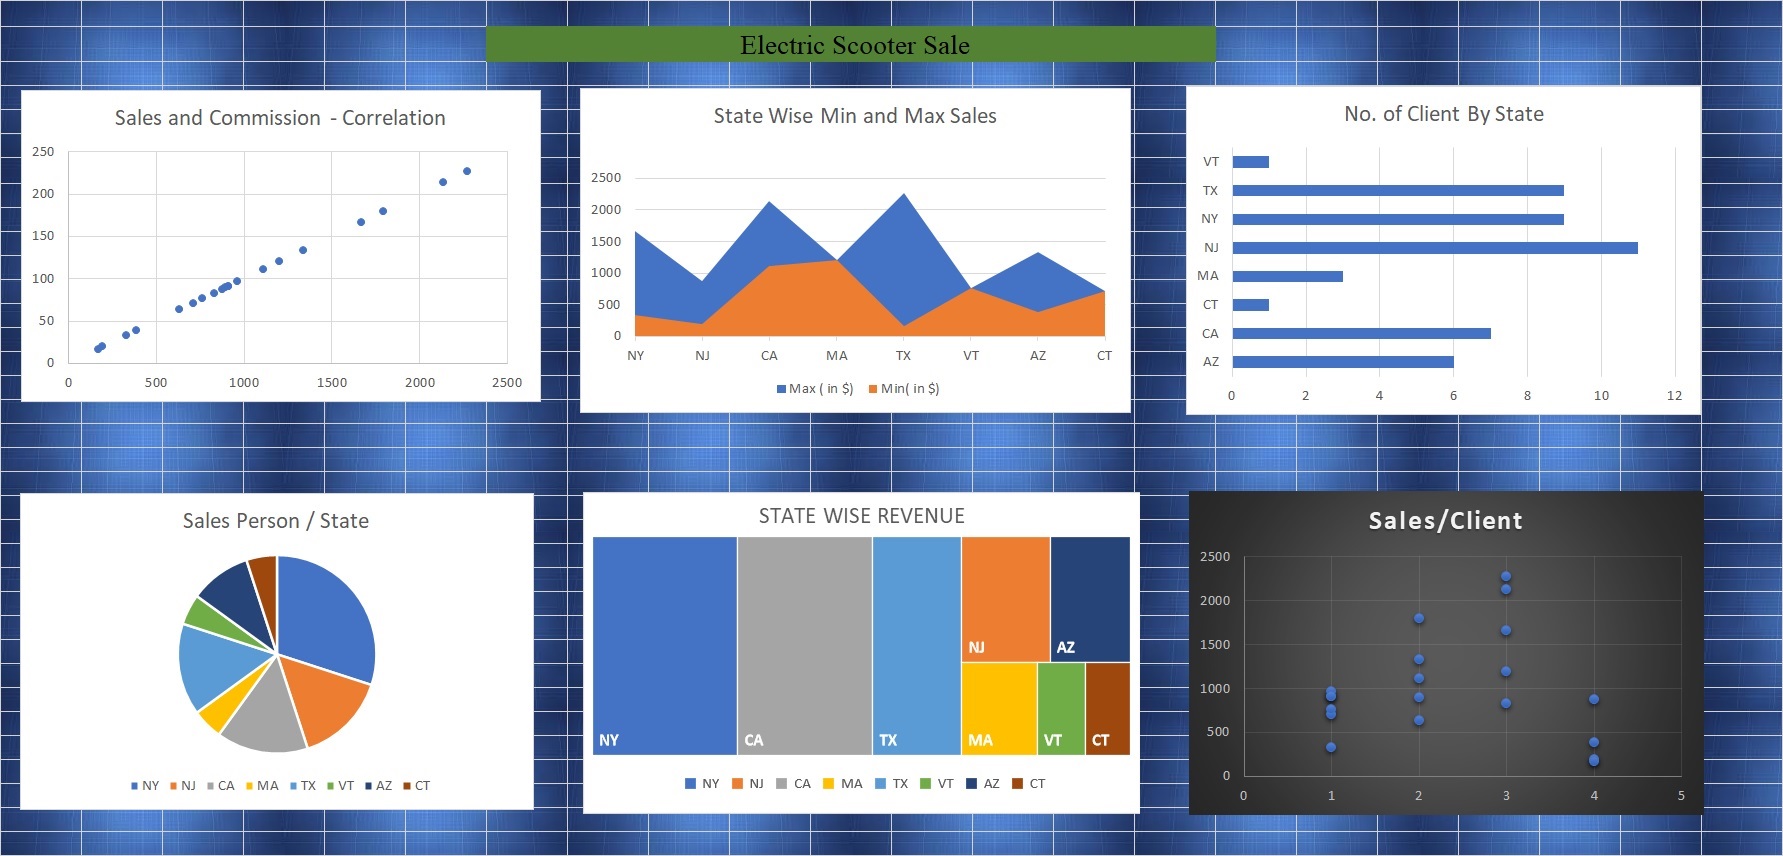 Electric Scooter Sale
Sales and Commission - Correlation
250
200
150
100
50
0
0 500 1000 1500 2000 2500
State Wise Min and Max Sales
2500
2000
1500
1000
500
0
NY NJ CA MA TX VT AZ CT
Max ( in $) Min( in $)
No. of Client By State
VT
TX
NY
NJ
MA
CT
CA
AZ
0 2 4 6 8 10 12
Sales Person / State
NY NJ CA MA TX VT AZ CT
STATE WISE REVENUE
NJ AZ
NY CA TX MA VT CT
NY NJ CA MA TX VT AZ CT
Sales/Client
2500
2000
1500
1000
500
0
0 1 2 3 4 5